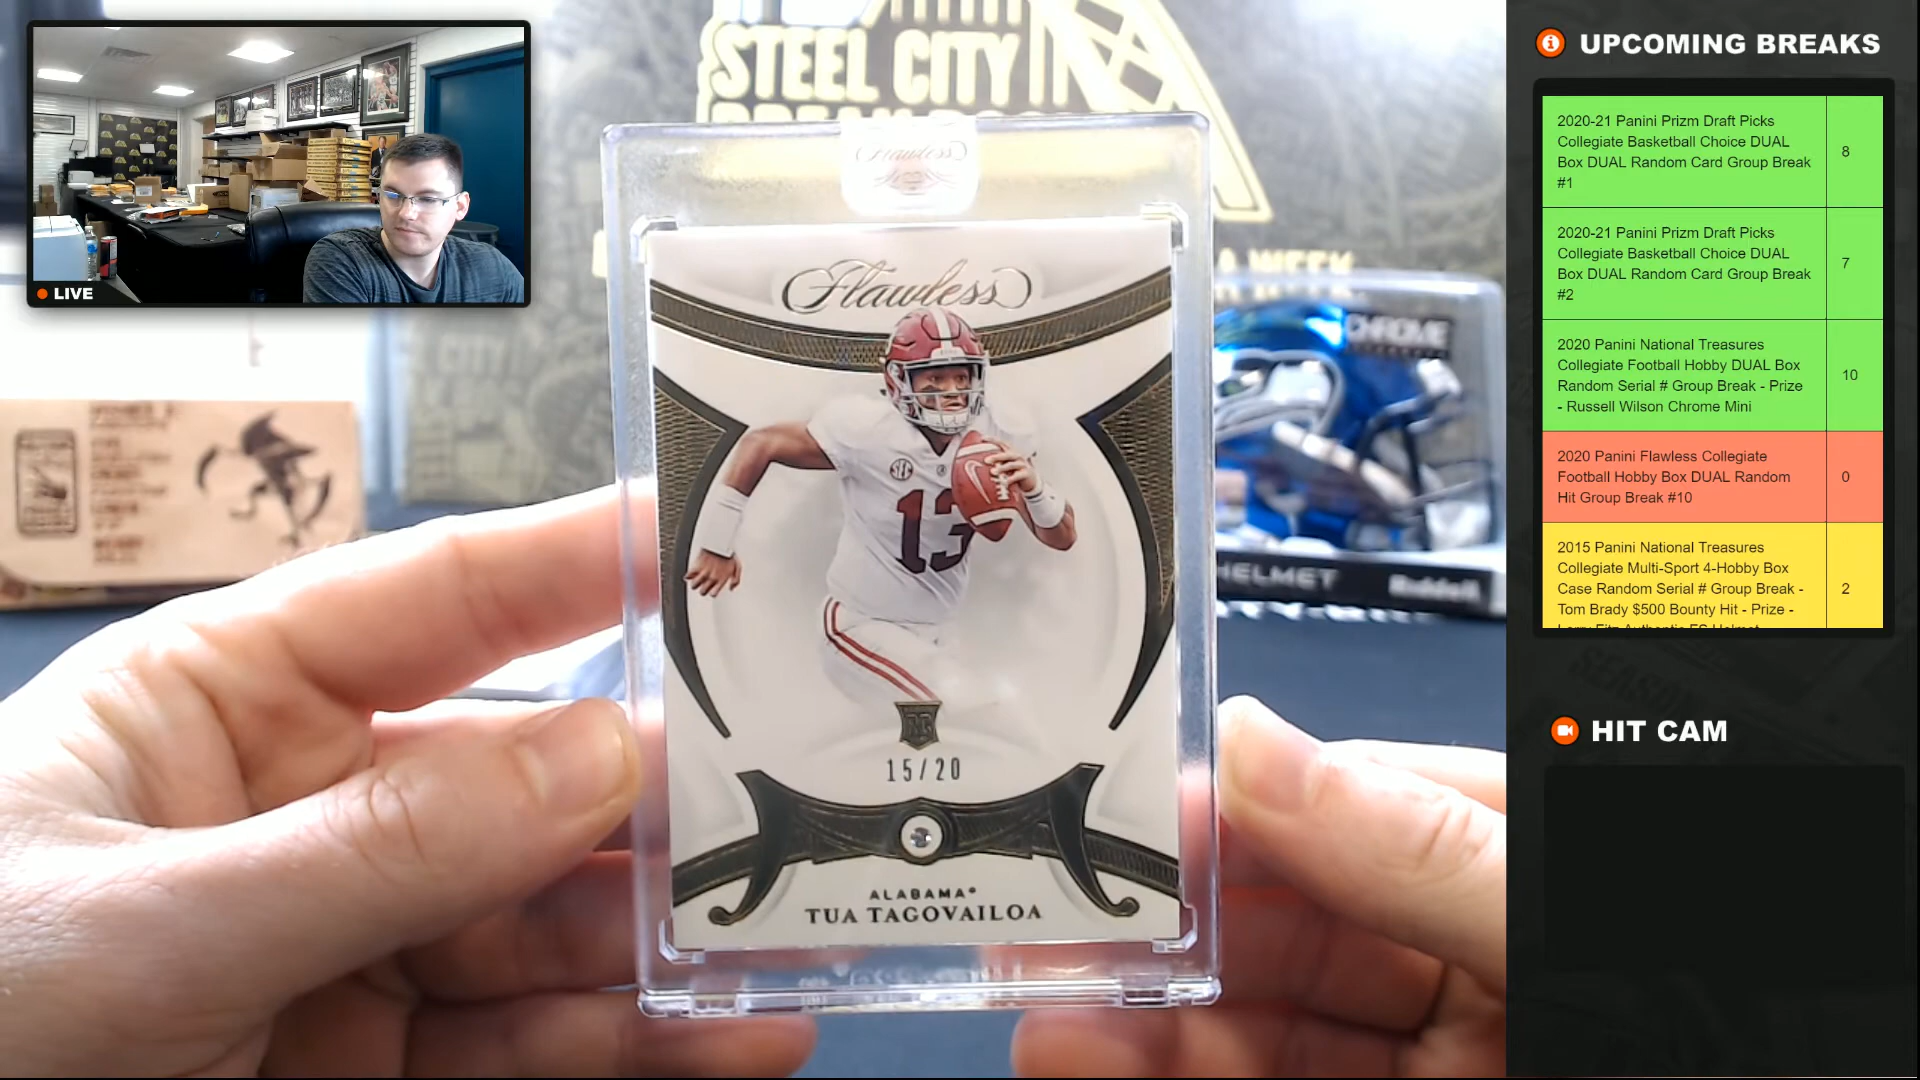 LIVE
STEEL CITY
Flawless
CHROME
Flawless
SEC
13
15/20
ALABAMA®
TUA TAGOVAILOA
HELMET
Riddell
UPCOMING BREAKS
2020-21 Panini Prizm Draft Picks
Collegiate Basketball Choice DUAL
Box DUAL Random Card Group Break
#1
8
2020-21 Panini Prizm Draft Picks
Collegiate Basketball Choice DUAL
Box DUAL Random Card Group Break
#2
7
2020 Panini National Treasures
Collegiate Football Hobby DUAL Box
Random Serial # Group Break - Prize
- Russell Wilson Chrome Mini
10
2020 Panini Flawless Collegiate
Football Hobby Box DUAL Random
Hit Group Break #10
0
2015 Panini National Treasures
Collegiate Multi-Sport 4-Hobby Box
Case Random Serial # Group Break -
Tom Brady $500 Bounty Hit - Prize -
2
HIT CAM